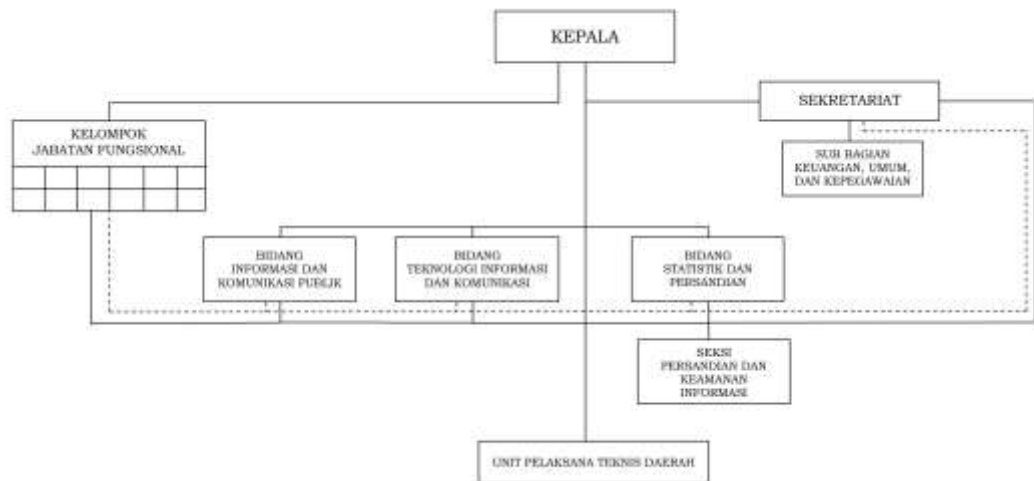 KEPALA
SEKRETARIAT
KELOMPOK
JABATAN FUNGSIONAL
SUB BAGIAN
KEUANGAN, UMUM,
DAN KEPEGAWAIAN
BIDANG
INFORMASI DAN
KOMUNIKASI PUBLIK
BIDANG
TEKNOLOGI INFORMASI
DAN KOMUNIKASI
BIDANG
STATISTIK DAN
PERSANDIAN
SEKSI
PERSANDIAN DAN
KEAMANAN
INFORMASI
UNIT PELAKSANA TEKNIS DAERAH